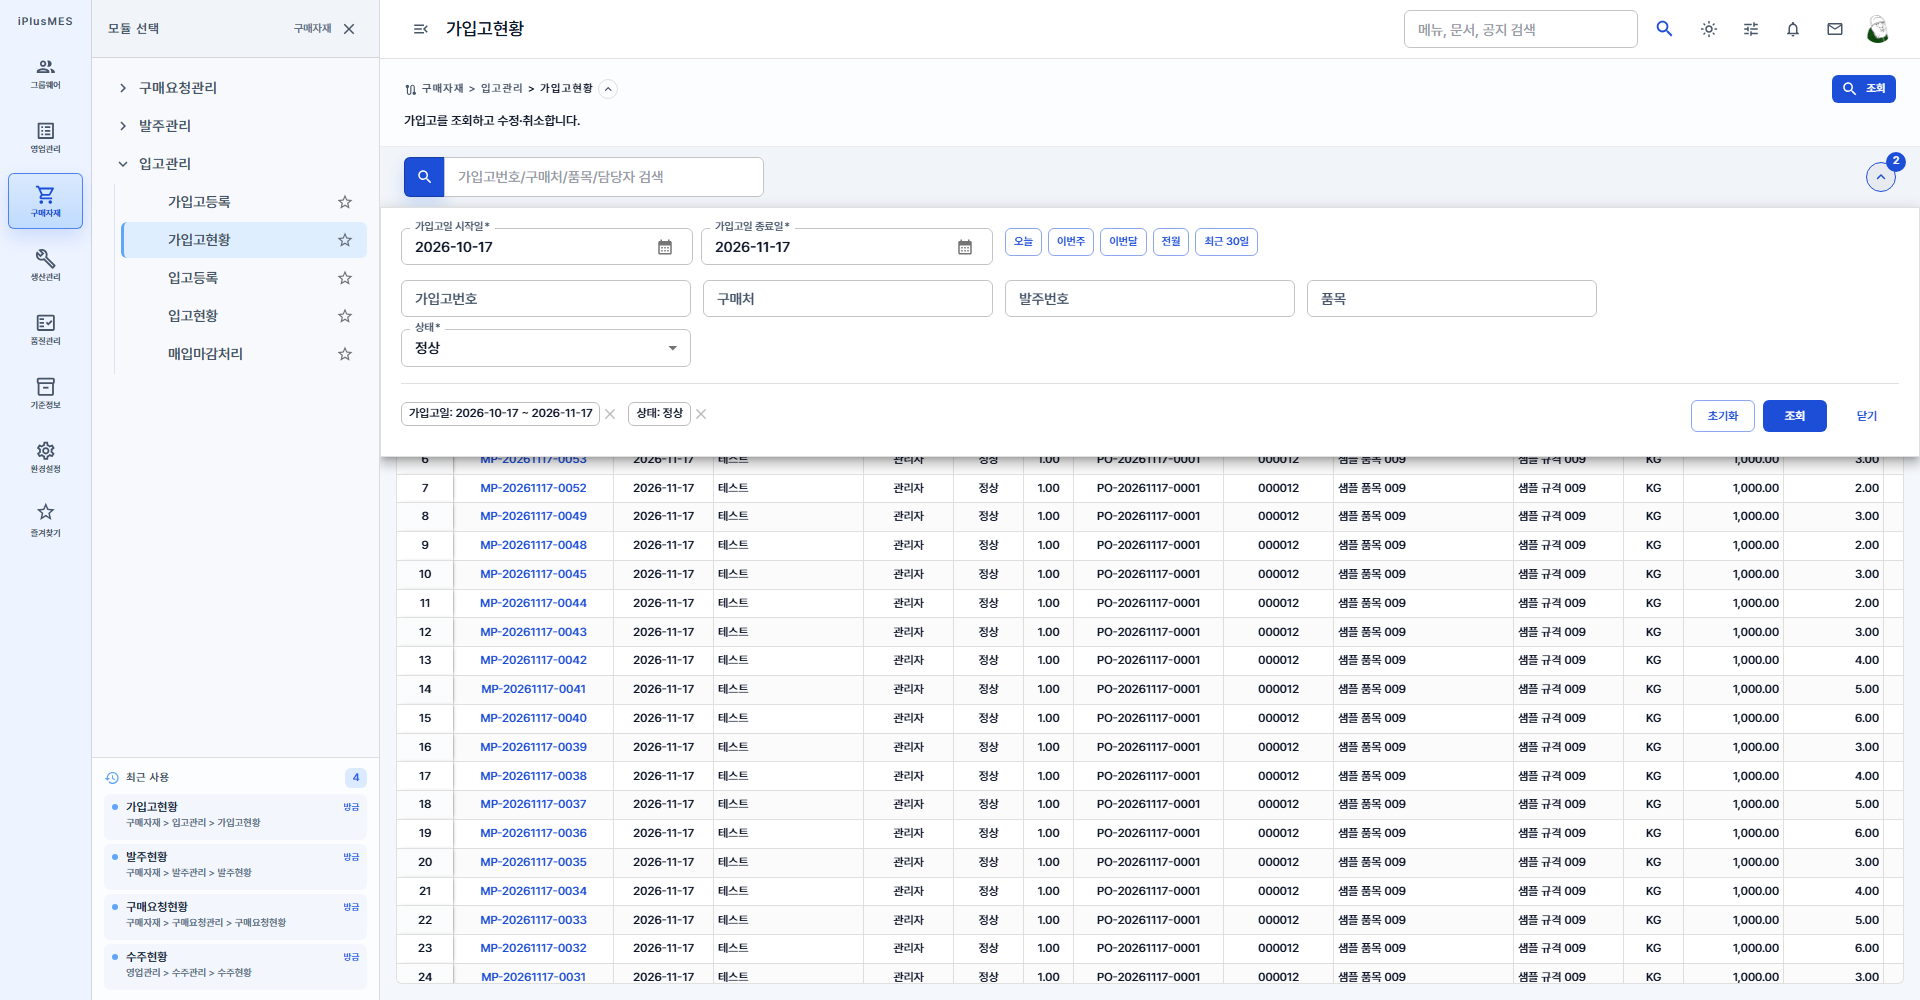 iPlusMES
그룹웨어
영업관리
구매자재
생산관리
품질관리
기준정보
환경설정
즐겨찾기
모듈 선택
구매자재
구매요청관리
발주관리
입고관리
가입고등록
가입고현황
입고등록
입고현황
매입마감처리
최근 사용
4
가입고현황 방금
구매자재 > 입고관리 > 가입고현황
발주현황 방금
구매자재 > 발주관리 > 발주현황
구매요청현황 방금
구매자재 > 구매요청관리 > 구매요청현황
수주현황 방금
영업관리 > 수주관리 > 수주현황
가입고현황
메뉴, 문서, 공지 검색
구매자재 > 입고관리 > 가입고현황
조회
가입고를 조회하고 수정·취소합니다.
가입고번호/구매처/품목/담당자 검색
2
가입고일 시작일*
2026-10-17
가입고일 종료일*
2026-11-17
오늘 이번주 이번달 전월 최근 30일
가입고번호 구매처 발주번호 품목
상태*
정상
가입고일: 2026-10-17 ~ 2026-11-17
상태: 정상
초기화 조회 닫기
6 MP-20261117-0053 2026-11-17 테스트 관리자 정상 1.00 PO-20261117-0001 000012 샘플 품목 009 샘플 규격 009 KG 1,000.00 3.00
7 MP-20261117-0052 2026-11-17 테스트 관리자 정상 1.00 PO-20261117-0001 000012 샘플 품목 009 샘플 규격 009 KG 1,000.00 2.00
8 MP-20261117-0049 2026-11-17 테스트 관리자 정상 1.00 PO-20261117-0001 000012 샘플 품목 009 샘플 규격 009 KG 1,000.00 3.00
9 MP-20261117-0048 2026-11-17 테스트 관리자 정상 1.00 PO-20261117-0001 000012 샘플 품목 009 샘플 규격 009 KG 1,000.00 2.00
10 MP-20261117-0045 2026-11-17 테스트 관리자 정상 1.00 PO-20261117-0001 000012 샘플 품목 009 샘플 규격 009 KG 1,000.00 3.00
11 MP-20261117-0044 2026-11-17 테스트 관리자 정상 1.00 PO-20261117-0001 000012 샘플 품목 009 샘플 규격 009 KG 1,000.00 2.00
12 MP-20261117-0043 2026-11-17 테스트 관리자 정상 1.00 PO-20261117-0001 000012 샘플 품목 009 샘플 규격 009 KG 1,000.00 3.00
13 MP-20261117-0042 2026-11-17 테스트 관리자 정상 1.00 PO-20261117-0001 000012 샘플 품목 009 샘플 규격 009 KG 1,000.00 4.00
14 MP-20261117-0041 2026-11-17 테스트 관리자 정상 1.00 PO-20261117-0001 000012 샘플 품목 009 샘플 규격 009 KG 1,000.00 5.00
15 MP-20261117-0040 2026-11-17 테스트 관리자 정상 1.00 PO-20261117-0001 000012 샘플 품목 009 샘플 규격 009 KG 1,000.00 6.00
16 MP-20261117-0039 2026-11-17 테스트 관리자 정상 1.00 PO-20261117-0001 000012 샘플 품목 009 샘플 규격 009 KG 1,000.00 3.00
17 MP-20261117-0038 2026-11-17 테스트 관리자 정상 1.00 PO-20261117-0001 000012 샘플 품목 009 샘플 규격 009 KG 1,000.00 4.00
18 MP-20261117-0037 2026-11-17 테스트 관리자 정상 1.00 PO-20261117-0001 000012 샘플 품목 009 샘플 규격 009 KG 1,000.00 5.00
19 MP-20261117-0036 2026-11-17 테스트 관리자 정상 1.00 PO-20261117-0001 000012 샘플 품목 009 샘플 규격 009 KG 1,000.00 6.00
20 MP-20261117-0035 2026-11-17 테스트 관리자 정상 1.00 PO-20261117-0001 000012 샘플 품목 009 샘플 규격 009 KG 1,000.00 3.00
21 MP-20261117-0034 2026-11-17 테스트 관리자 정상 1.00 PO-20261117-0001 000012 샘플 품목 009 샘플 규격 009 KG 1,000.00 4.00
22 MP-20261117-0033 2026-11-17 테스트 관리자 정상 1.00 PO-20261117-0001 000012 샘플 품목 009 샘플 규격 009 KG 1,000.00 5.00
23 MP-20261117-0032 2026-11-17 테스트 관리자 정상 1.00 PO-20261117-0001 000012 샘플 품목 009 샘플 규격 009 KG 1,000.00 6.00
24 MP-20261117-0031 2026-11-17 테스트 관리자 정상 1.00 PO-20261117-0001 000012 샘플 품목 009 샘플 규격 009 KG 1,000.00 3.00